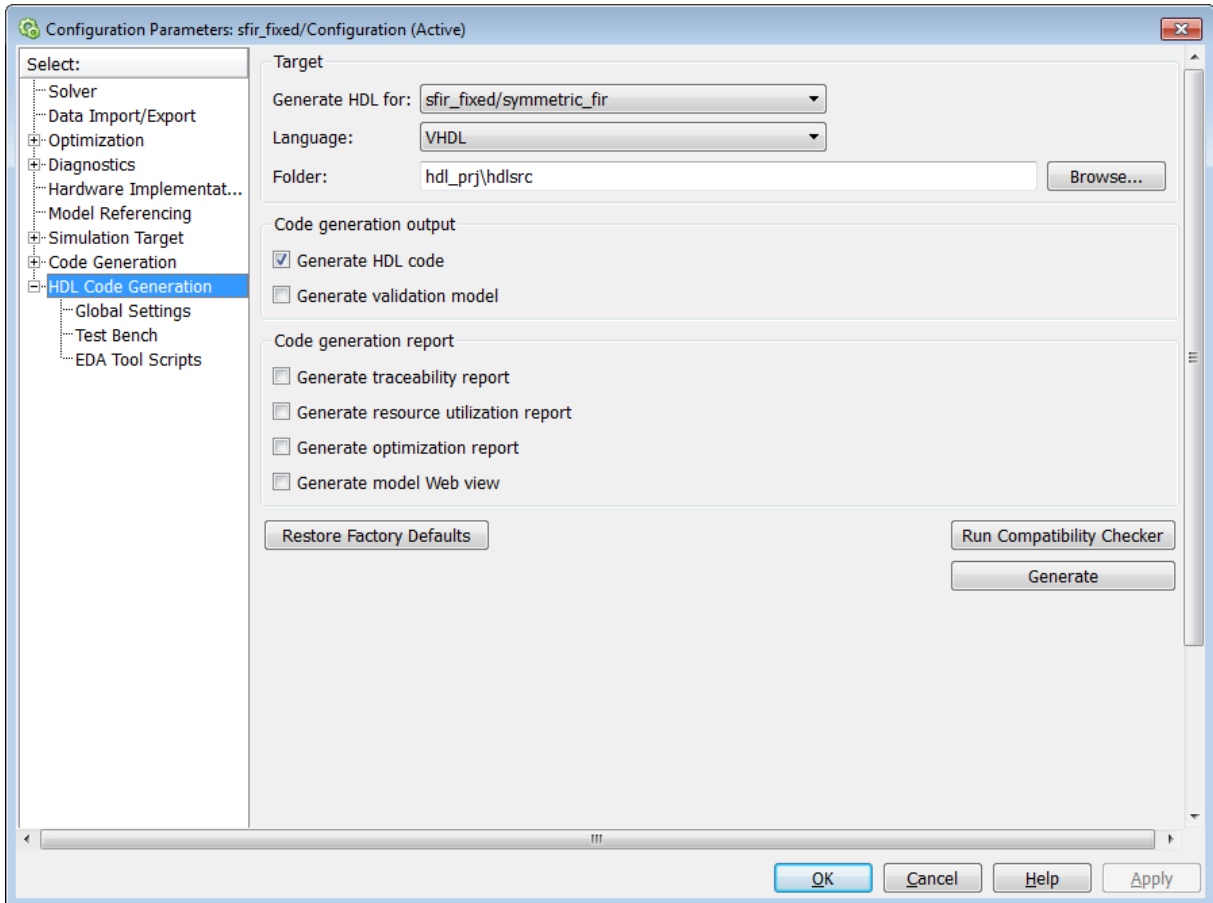 Configuration Parameters: sfir_fixed/Configuration (Active)
Select:
Solver
Data Import/Export
Optimization
Diagnostics
Hardware Implementat...
Model Referencing
Simulation Target
Code Generation
HDL Code Generation
Global Settings
Test Bench
EDA Tool Scripts
Target
Generate HDL for: sfir_fixed/symmetric_fir
Language: VHDL
Folder: hdl_prj\hdlsrc Browse...
Code generation output
Generate HDL code
Generate validation model
Code generation report
Generate traceability report
Generate resource utilization report
Generate optimization report
Generate model Web view
Restore Factory Defaults Run Compatibility Checker
Generate
OK Cancel Help Apply